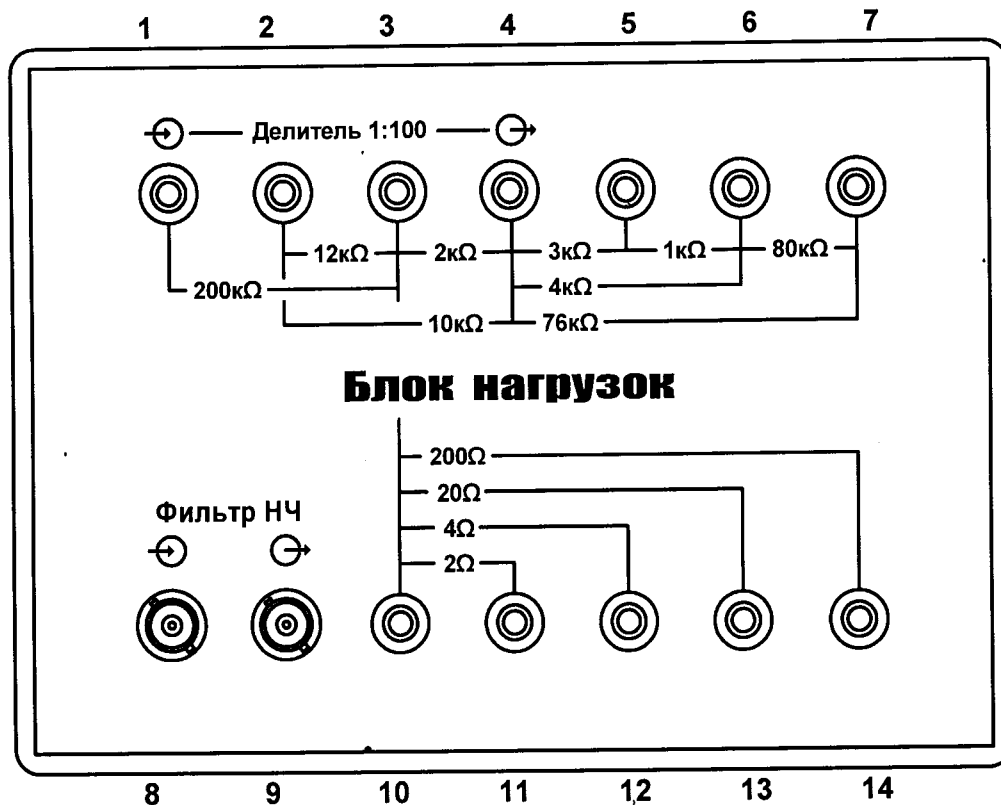 1 2 3 4 5 6 7
Делитель 1:100
12кΩ 2кΩ 3кΩ 1кΩ 80кΩ
200кΩ 4кΩ
10кΩ 76кΩ
Блок нагрузок
200Ω
20Ω
Фильтр НЧ
4Ω
2Ω
8 9 10 11 12 13 14